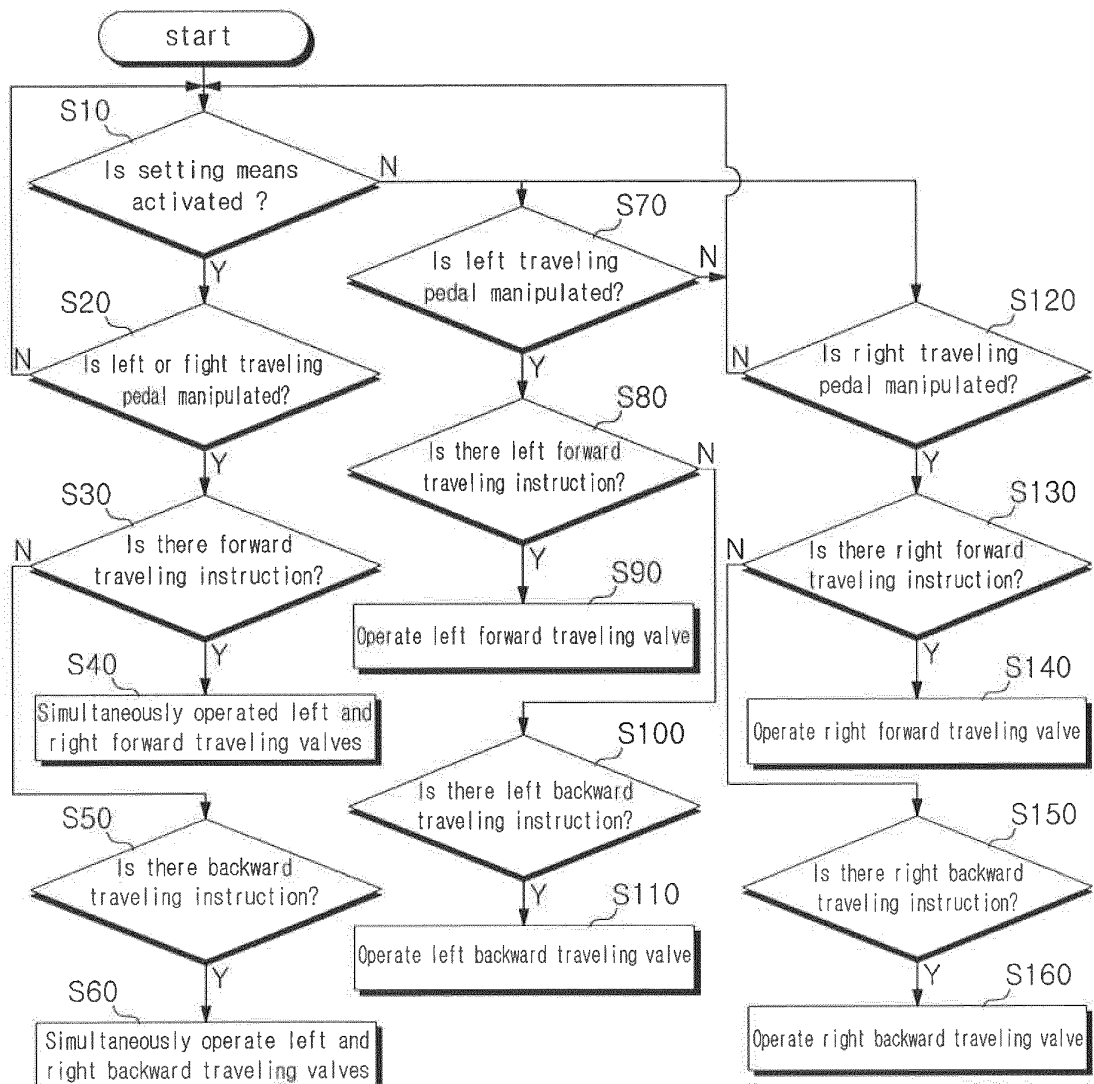 start
S10
Is setting means
activated ?
N
Y
S20
Is left or fight traveling
pedal manipulated?
N
Y
S30
Is there forward
traveling instruction?
N
Y
S40
Simultaneously operated left and
right forward traveling valves
S50
Is there backward
traveling instruction?
Y
S60
Simultaneously operate left and
right backward traveling valves
S70
Is left traveling
pedal manipulated?
N
Y
S80
Is there left forward
traveling instruction?
N
Y
S90
Operate left forward traveling valve
S100
Is there left backward
traveling instruction?
Y
S110
Operate left backward traveling valve
S120
Is right traveling
pedal manipulated?
N
Y
S130
Is there right forward
traveling instruction?
N
Y
S140
Operate right forward traveling valve
S150
Is there right backward
traveling instruction?
Y
S160
Operate right backward traveling valve